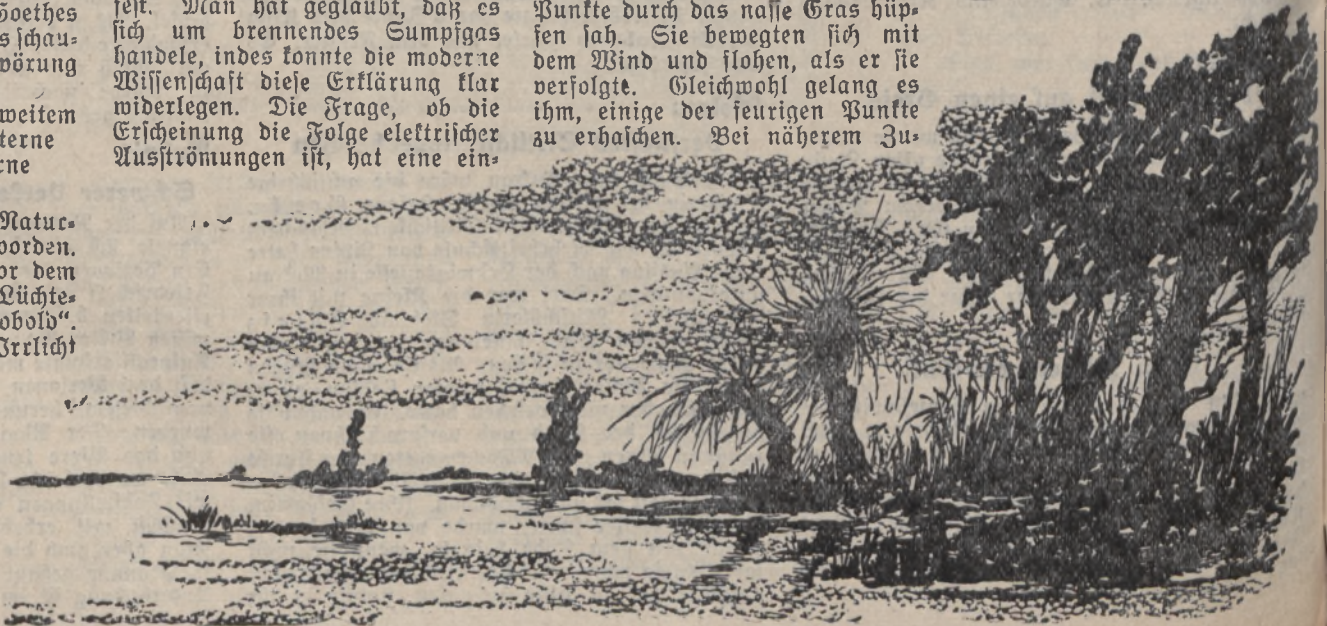 Goethes
s schau=
wörung
weitem
terne
rne
Natur=
worden.
or dem
Lüchte=
obold“.
Irrlicht
fest. Man hat geglaubt, daß es
sich um brennendes Sumpfgas
handele, indes konnte die moderne
Wissenschaft diese Erklärung klar
widerlegen. Die Frage, ob die
Erscheinung die Folge elektrischer
Ausströmungen ist, hat eine ein=
Punkte durch das nasse Gras hüp=
fen sah. Sie bewegten sich mit
dem Wind und flohen, als er sie
verfolgte. Gleichwohl gelang es
ihm, einige der feurigen Punkte
zu erhaschen. Bei näherem Zu=